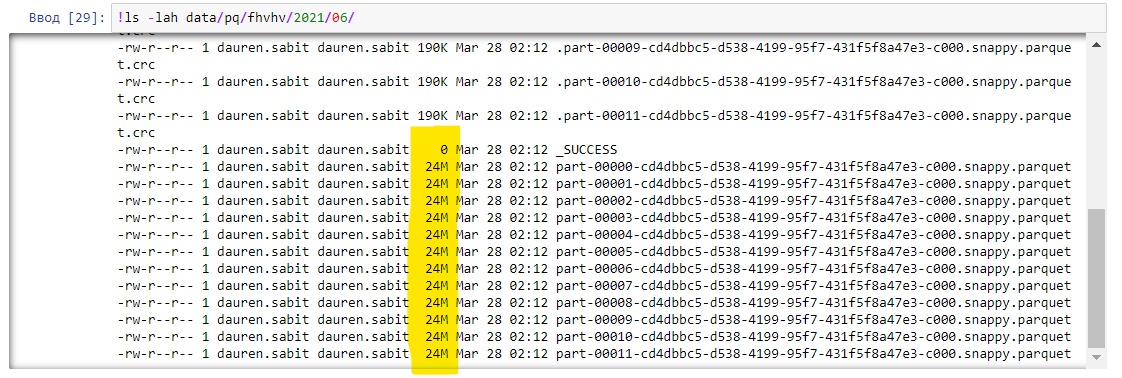 Ввод [29]: !ls -lah data/pq/fhvhv/2021/06/
t.crc
-rw-r--r-- 1 dauren.sabit dauren.sabit 190K Mar 28 02:12 .part-00009-cd4dbbc5-d538-4199-95f7-431f5f8a47e3-c000.snappy.parque
t.crc
-rw-r--r-- 1 dauren.sabit dauren.sabit 190K Mar 28 02:12 .part-00010-cd4dbbc5-d538-4199-95f7-431f5f8a47e3-c000.snappy.parque
t.crc
-rw-r--r-- 1 dauren.sabit dauren.sabit 190K Mar 28 02:12 .part-00011-cd4dbbc5-d538-4199-95f7-431f5f8a47e3-c000.snappy.parque
t.crc
-rw-r--r-- 1 dauren.sabit dauren.sabit 0 Mar 28 02:12 _SUCCESS
-rw-r--r-- 1 dauren.sabit dauren.sabit 24M Mar 28 02:12 part-00000-cd4dbbc5-d538-4199-95f7-431f5f8a47e3-c000.snappy.parquet
-rw-r--r-- 1 dauren.sabit dauren.sabit 24M Mar 28 02:12 part-00001-cd4dbbc5-d538-4199-95f7-431f5f8a47e3-c000.snappy.parquet
-rw-r--r-- 1 dauren.sabit dauren.sabit 24M Mar 28 02:12 part-00002-cd4dbbc5-d538-4199-95f7-431f5f8a47e3-c000.snappy.parquet
-rw-r--r-- 1 dauren.sabit dauren.sabit 24M Mar 28 02:12 part-00003-cd4dbbc5-d538-4199-95f7-431f5f8a47e3-c000.snappy.parquet
-rw-r--r-- 1 dauren.sabit dauren.sabit 24M Mar 28 02:12 part-00004-cd4dbbc5-d538-4199-95f7-431f5f8a47e3-c000.snappy.parquet
-rw-r--r-- 1 dauren.sabit dauren.sabit 24M Mar 28 02:12 part-00005-cd4dbbc5-d538-4199-95f7-431f5f8a47e3-c000.snappy.parquet
-rw-r--r-- 1 dauren.sabit dauren.sabit 24M Mar 28 02:12 part-00006-cd4dbbc5-d538-4199-95f7-431f5f8a47e3-c000.snappy.parquet
-rw-r--r-- 1 dauren.sabit dauren.sabit 24M Mar 28 02:12 part-00007-cd4dbbc5-d538-4199-95f7-431f5f8a47e3-c000.snappy.parquet
-rw-r--r-- 1 dauren.sabit dauren.sabit 24M Mar 28 02:12 part-00008-cd4dbbc5-d538-4199-95f7-431f5f8a47e3-c000.snappy.parquet
-rw-r--r-- 1 dauren.sabit dauren.sabit 24M Mar 28 02:12 part-00009-cd4dbbc5-d538-4199-95f7-431f5f8a47e3-c000.snappy.parquet
-rw-r--r-- 1 dauren.sabit dauren.sabit 24M Mar 28 02:12 part-00010-cd4dbbc5-d538-4199-95f7-431f5f8a47e3-c000.snappy.parquet
-rw-r--r-- 1 dauren.sabit dauren.sabit 24M Mar 28 02:12 part-00011-cd4dbbc5-d538-4199-95f7-431f5f8a47e3-c000.snappy.parquet